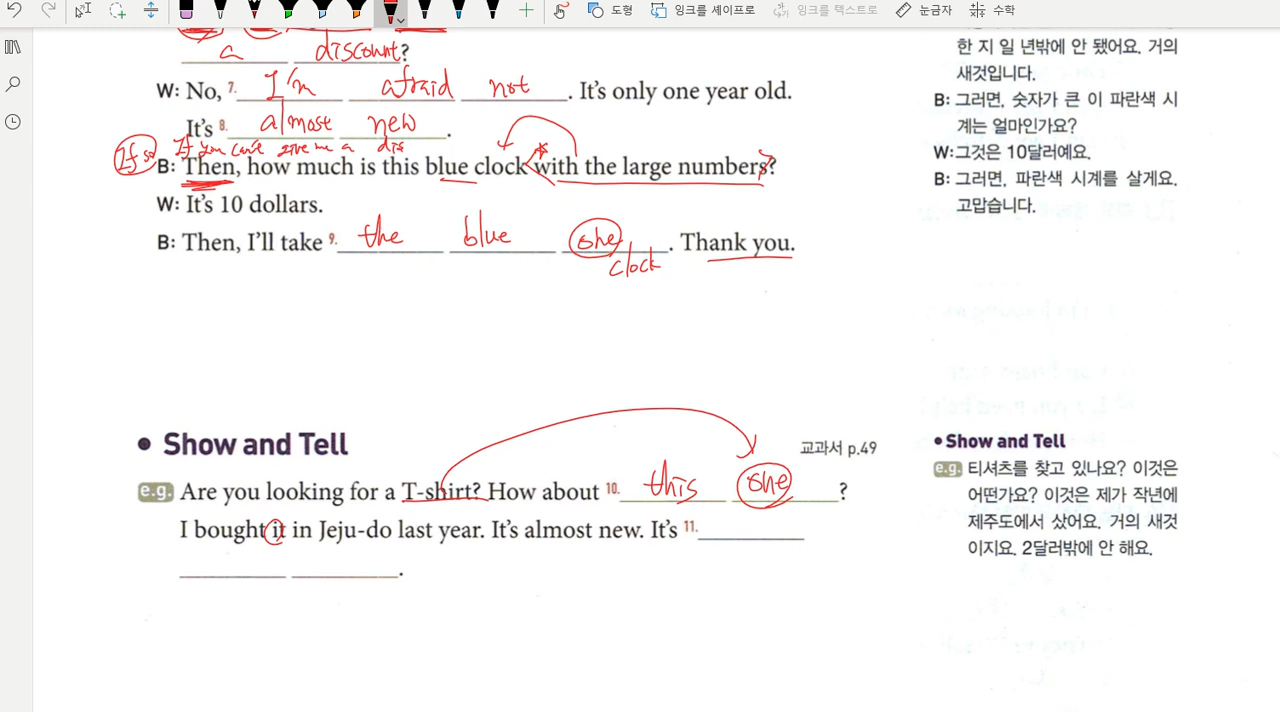 도형 잉크를 셰이프로 잉크를 텍스트로 눈금자 수학
a discount?
W: No, 7. I'm afraid not. It's only one year old.
It's 8. almost new.
If so If you can't give me a dis
B: Then, how much is this blue clock with the large numbers?
W: It's 10 dollars.
B: Then, I'll take 9. the blue she. Thank you.
clock
• Show and Tell 교과서 p.49
e.g. Are you looking for a T-shirt? How about 10. this she ?
I bought it in Jeju-do last year. It's almost new. It's 11.
.
한 지 일 년밖에 안 됐어요. 거의
새것입니다.
B: 그러면, 숫자가 큰 이 파란색 시
계는 얼마인가요?
W: 그것은 10달러예요.
B: 그러면, 파란색 시계를 살게요.
고맙습니다.
• Show and Tell
e.g. 티셔츠를 찾고 있나요? 이것은
어떤가요? 이것은 제가 작년에
제주도에서 샀어요. 거의 새것
이지요. 2달러밖에 안 해요.